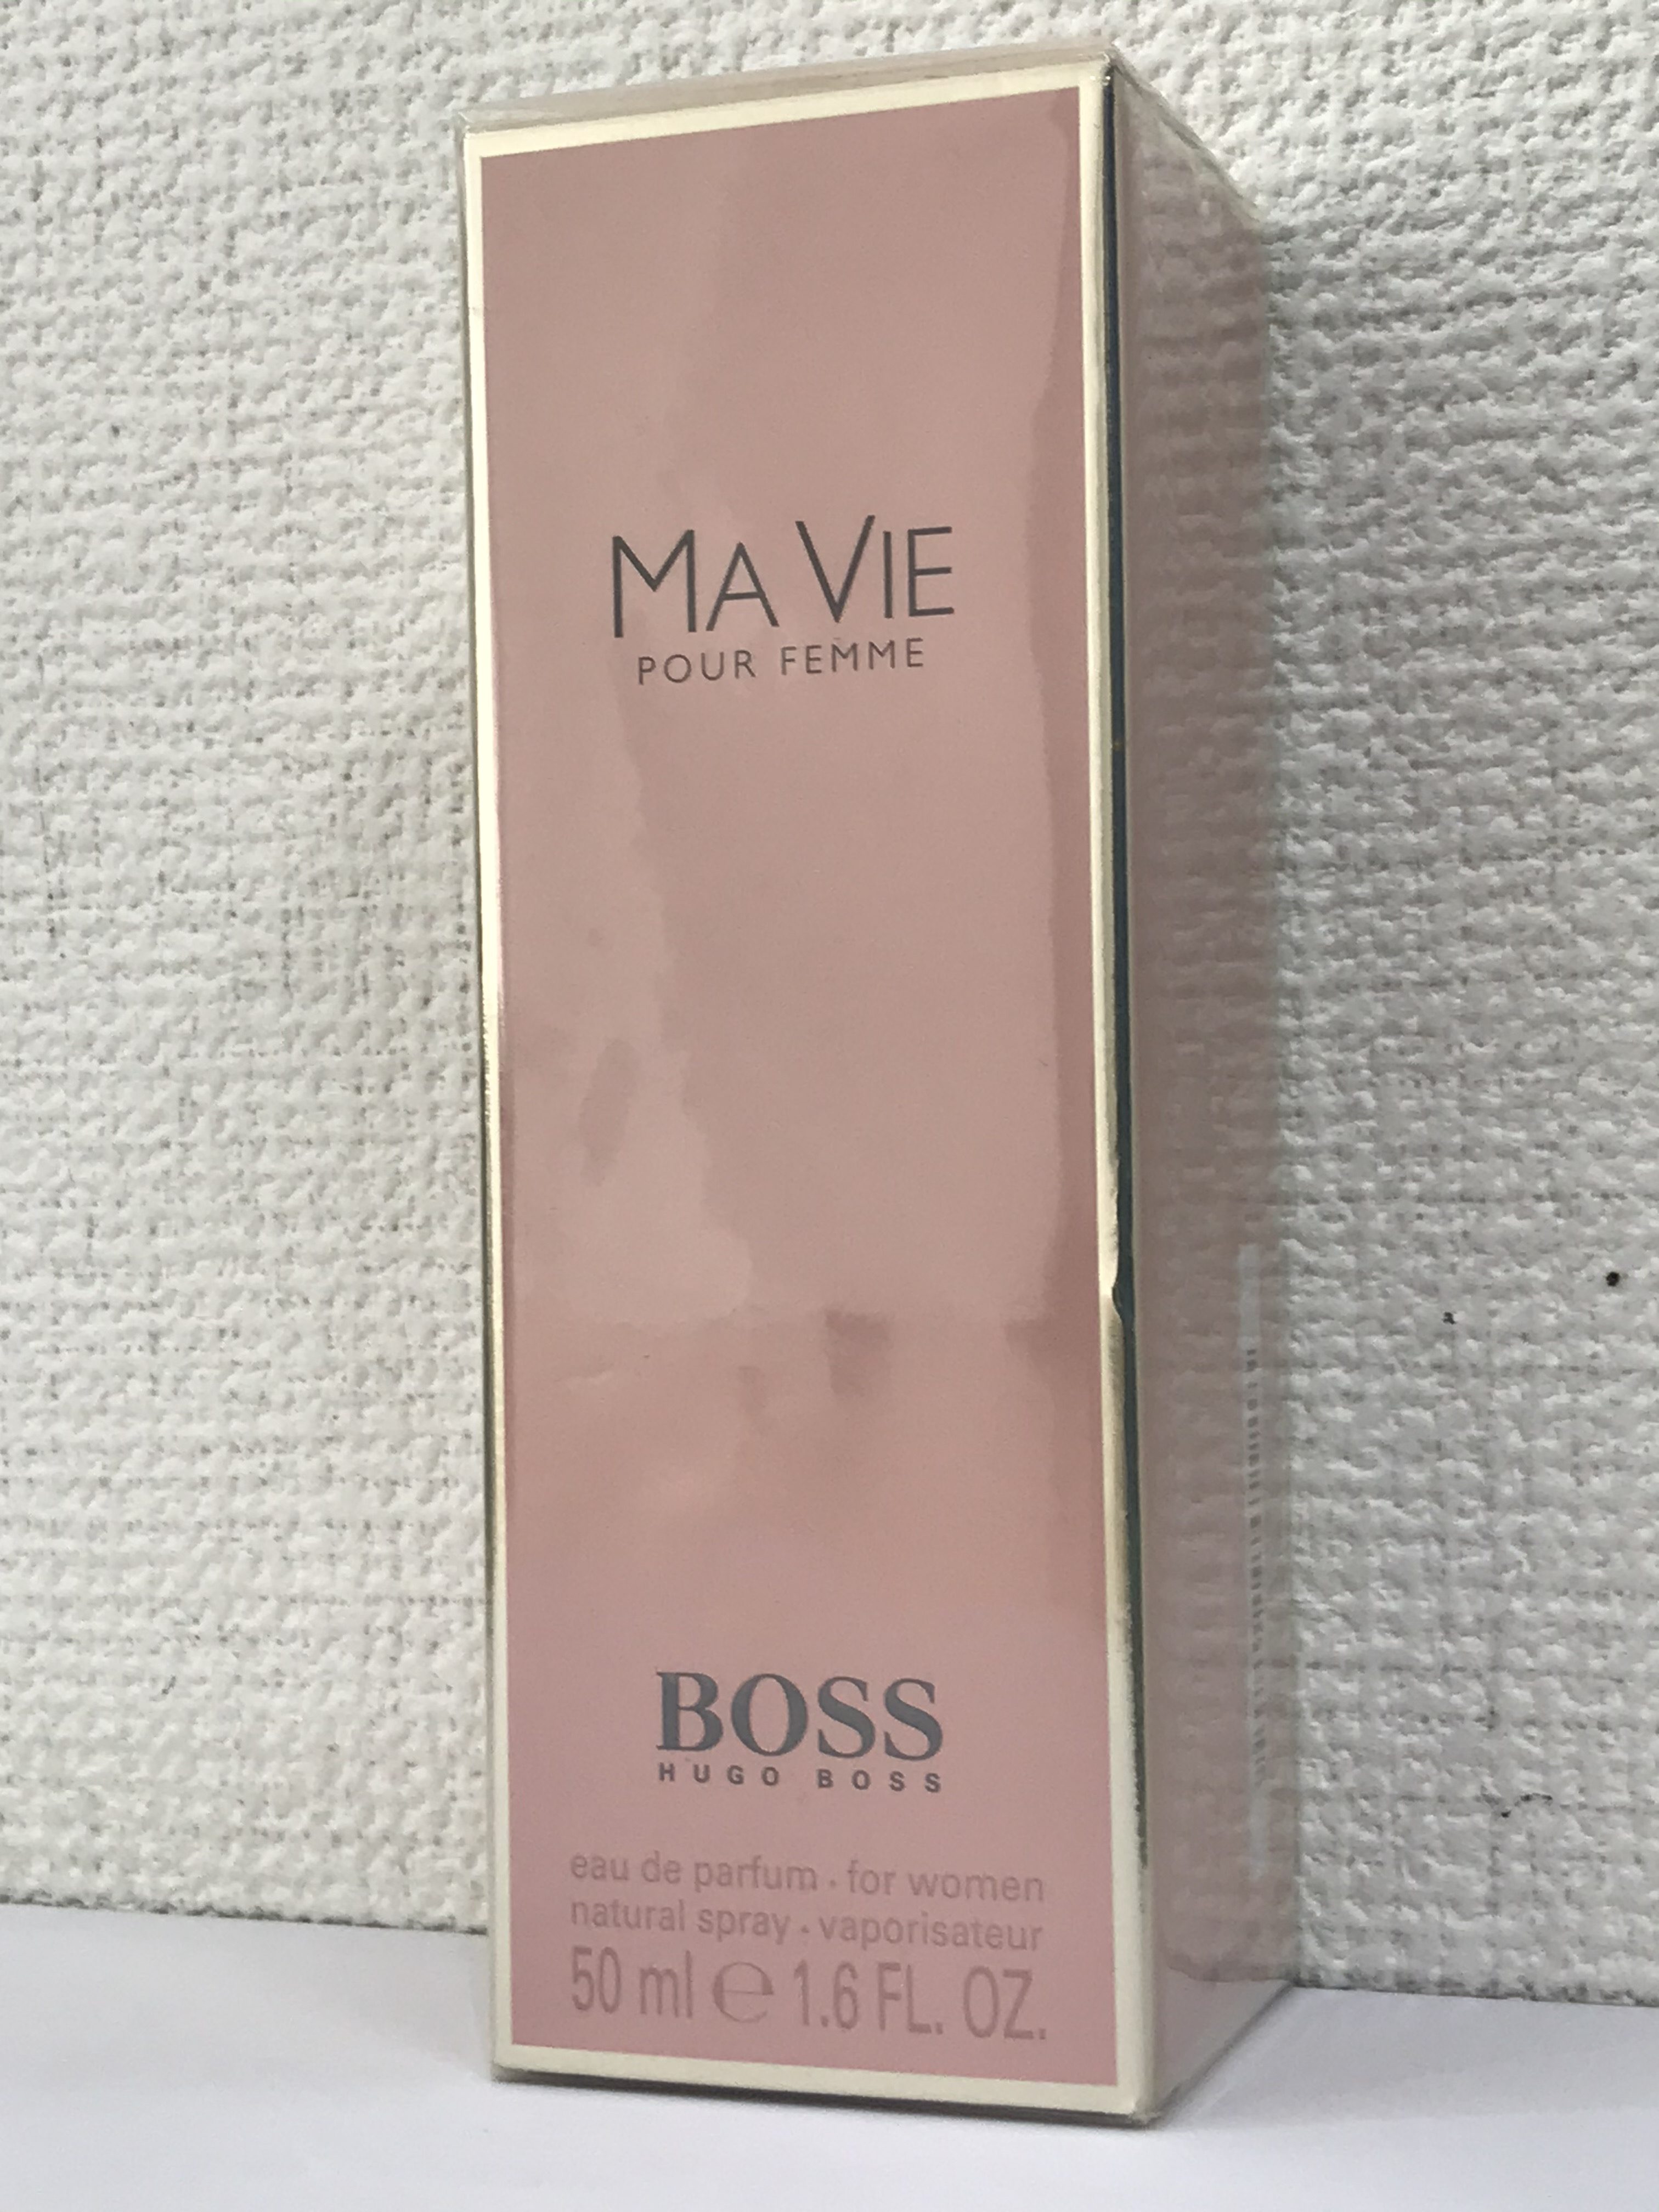 MA VIE
POUR FEMME
BOSS
HUGO BOSS
eau de parfum · for women
natural spray · vaporisateur
50 ml ℮ 1.6 FL. OZ.